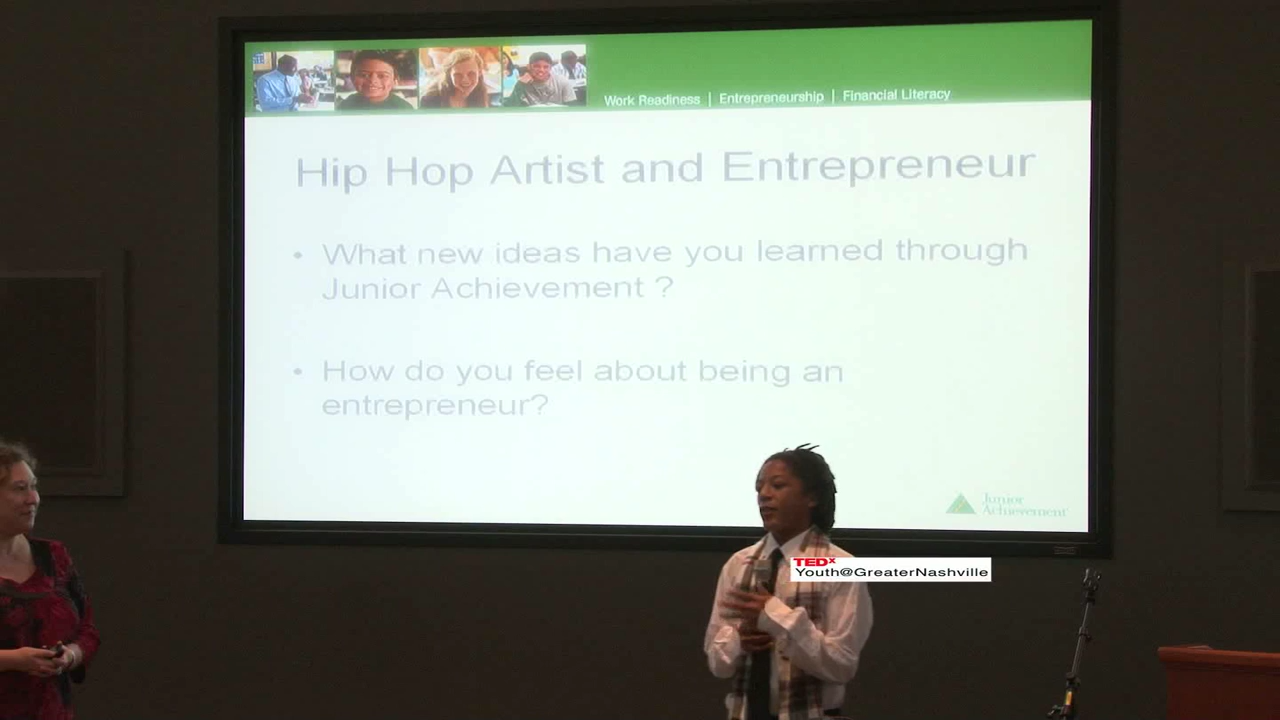 Work Readiness | Entrepreneurship | Financial Literacy
Hip Hop Artist and Entrepreneur
• What new ideas have you learned through
Junior Achievement ?
• How do you feel about being an
entrepreneur?
Junior
Achievement
TEDx
Youth@GreaterNashville